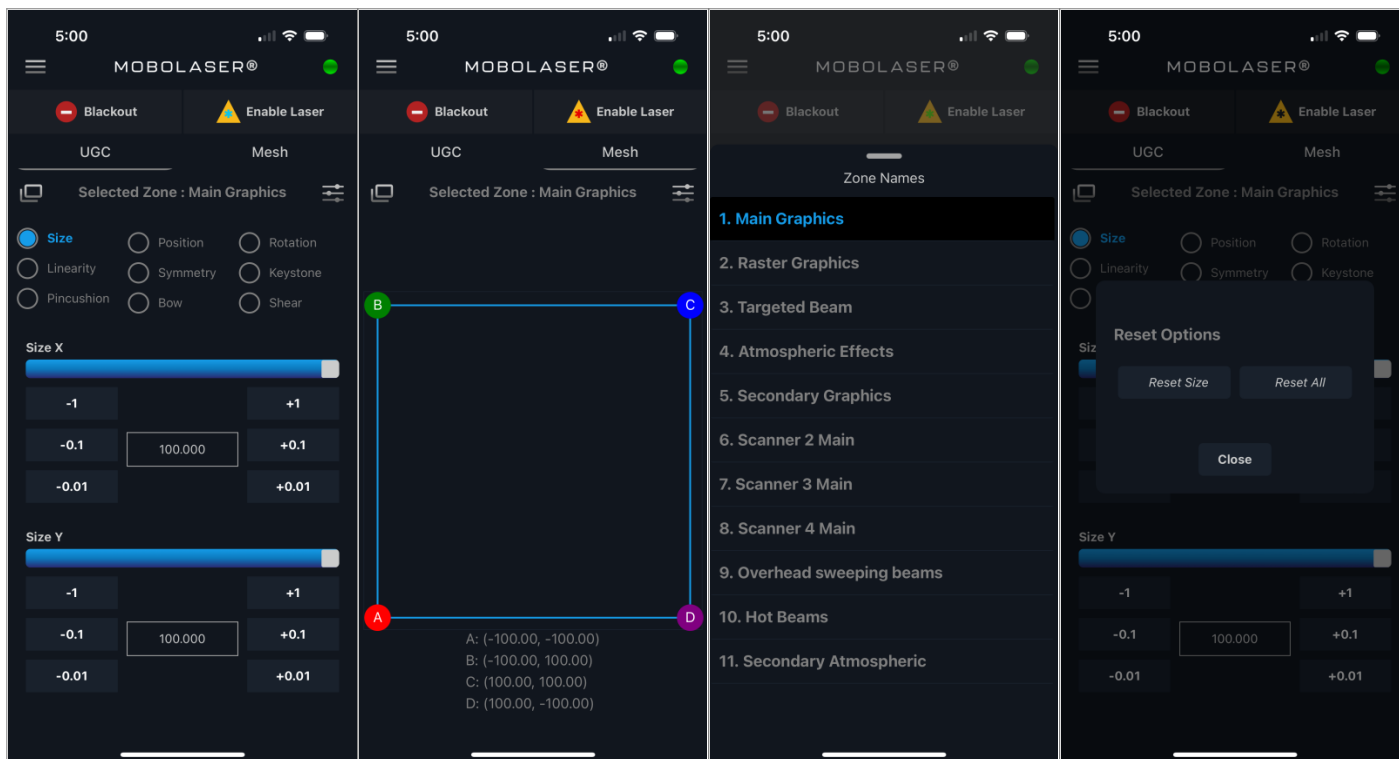 5:00
MOBOLASER®
Blackout
Enable Laser
UGC
Mesh
Selected Zone : Main Graphics
Size
Position
Rotation
Linearity
Symmetry
Keystone
Pincushion
Bow
Shear
Size X
-1
+1
-0.1
100.000
+0.1
-0.01
+0.01
Size Y
-1
+1
-0.1
100.000
+0.1
-0.01
+0.01
5:00
MOBOLASER®
Blackout
Enable Laser
UGC
Mesh
Selected Zone : Main Graphics
B
C
A
D
A: (-100.00, -100.00)
B: (-100.00, 100.00)
C: (100.00, 100.00)
D: (100.00, -100.00)
5:00
MOBOLASER®
Blackout
Enable Laser
Zone Names
1. Main Graphics
2. Raster Graphics
3. Targeted Beam
4. Atmospheric Effects
5. Secondary Graphics
6. Scanner 2 Main
7. Scanner 3 Main
8. Scanner 4 Main
9. Overhead sweeping beams
10. Hot Beams
11. Secondary Atmospheric
5:00
MOBOLASER®
Blackout
Enable Laser
UGC
Mesh
Selected Zone : Main Graphics
Size
Position
Rotation
Linearity
Symmetry
Keystone
Reset Options
Siz
Reset Size
Reset All
Close
Size Y
-1
+1
-0.1
100.000
+0.1
-0.01
+0.01